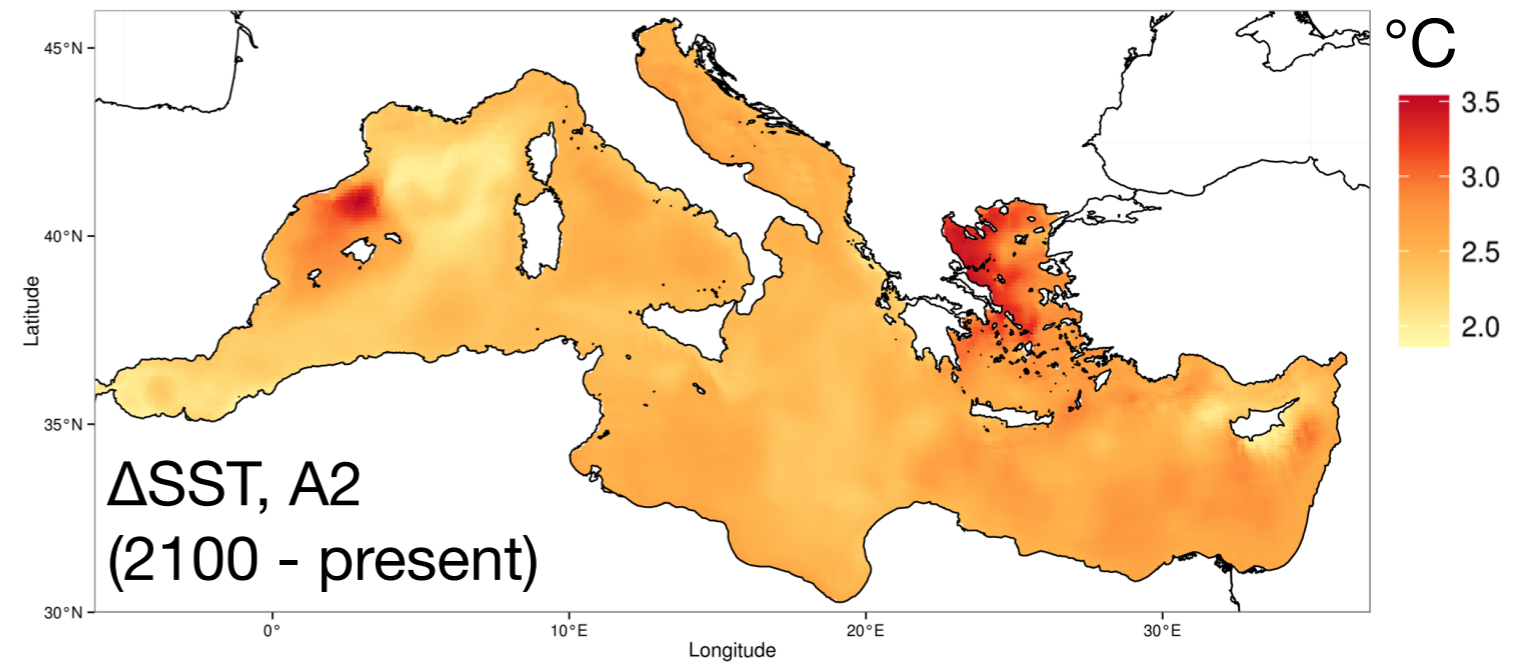 °C
45°N
40°N
35°N
30°N
Latitude
3.5
3.0
2.5
2.0
ΔSST, A2
(2100 - present)
0°
10°E
20°E
30°E
Longitude